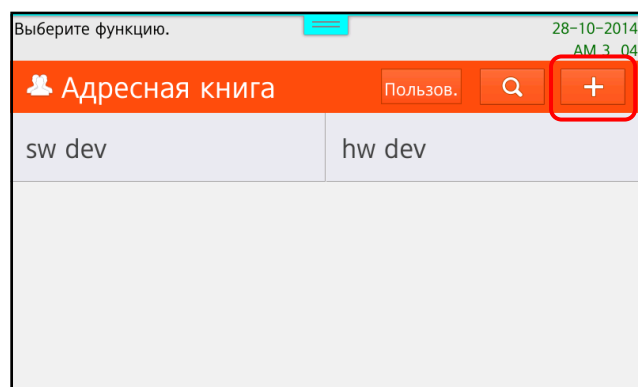 Выберите функцию.
28-10-2014
AM 3 04
Адресная книга
Пользов.
+
sw dev
hw dev